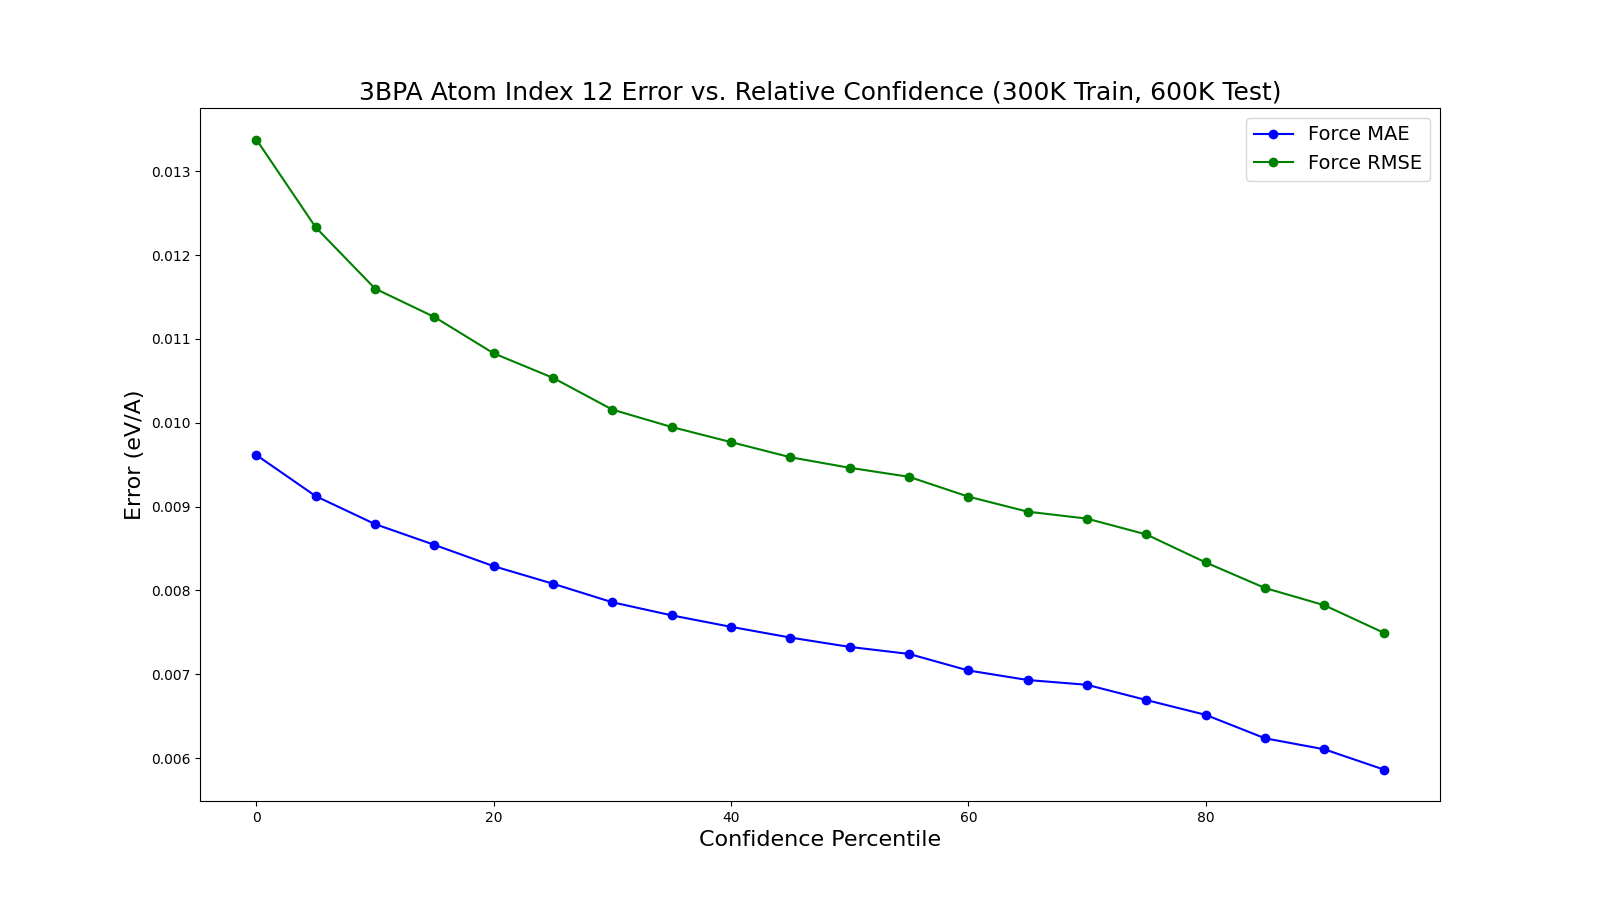 3BPA Atom Index 12 Error vs. Relative Confidence (300K Train, 600K Test)
Force MAE
Force RMSE
0.013
0.012
0.011
0.010
0.009
0.008
0.007
0.006
Error (eV/A)
0 20 40 60 80
Confidence Percentile